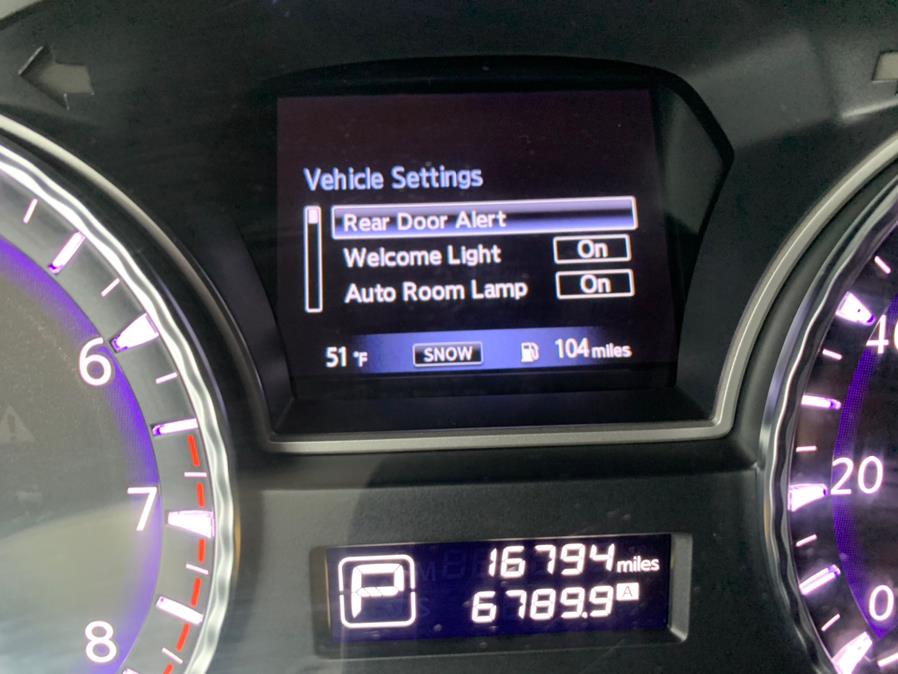 Vehicle Settings
Rear Door Alert
Welcome Light On
Auto Room Lamp On
51 °F SNOW 104 miles
6
7
8
40
20
0
P 16794 miles
6789.9 A